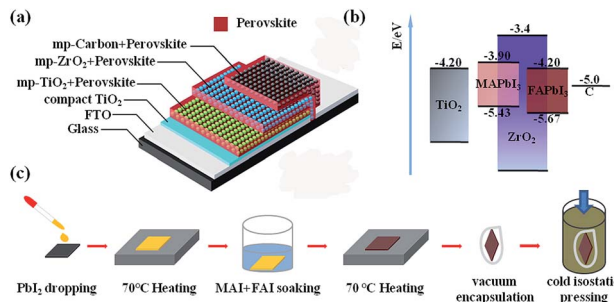 (a)
Perovskite
mp-Carbon+Perovskite
mp-ZrO2+Perovskite
mp-TiO2+Perovskite
compact TiO2
FTO
Glass
(b)
E/eV
-3.4
-4.20
-3.90
-4.20
-5.0
C
TiO2
MAPbI3
FAPbI3
-5.43
-5.67
ZrO2
(c)
PbI2 dropping
70°C Heating
MAI+FAI soaking
70 °C Heating
vacuum
encapsulation
cold isostati
pressing